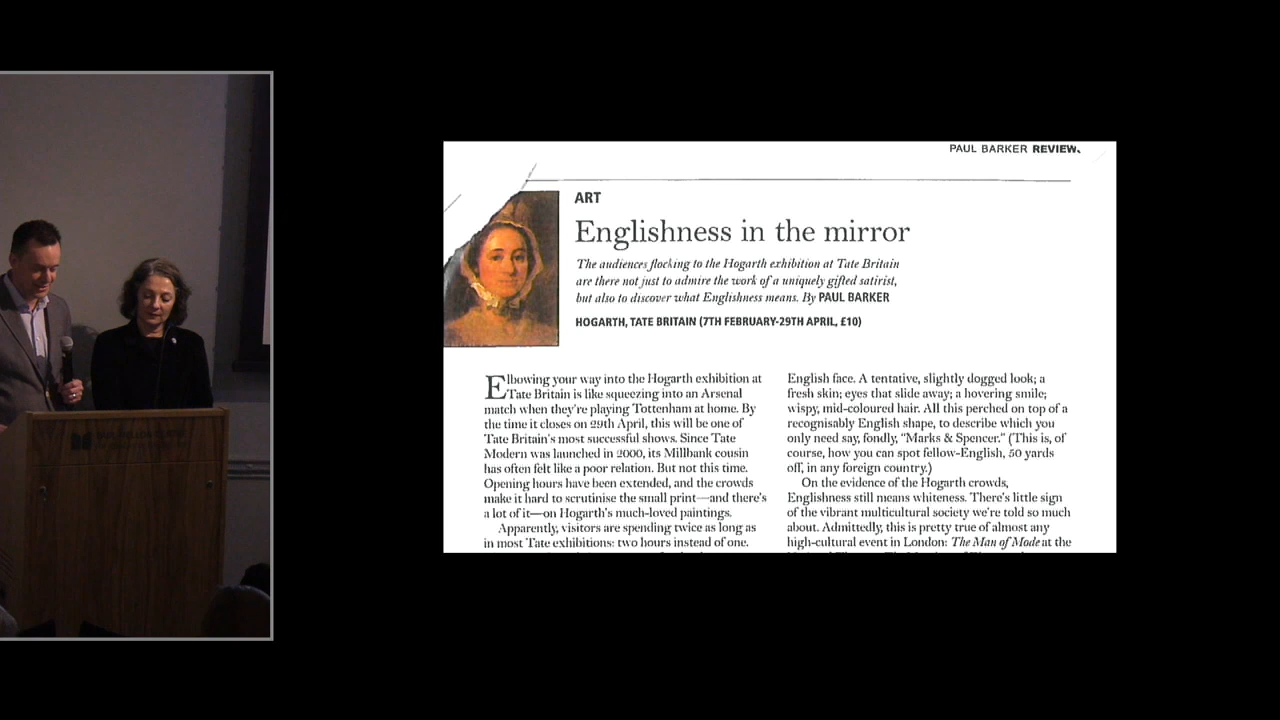 PAUL BARKER REVIEW
ART
Englishness in the mirror
The audiences flocking to the Hogarth exhibition at Tate Britain
are there not just to admire the work of a uniquely gifted satirist,
but also to discover what Englishness means. By PAUL BARKER
HOGARTH, TATE BRITAIN (7TH FEBRUARY-29TH APRIL, £10)
Elbowing your way into the Hogarth exhibition at
Tate Britain is like squeezing into an Arsenal
match when they're playing Tottenham at home. By
the time it closes on 29th April, this will be one of
Tate Britain's most successful shows. Since Tate
Modern was launched in 2000, its Millbank cousin
has often felt like a poor relation. But not this time.
Opening hours have been extended, and the crowds
make it hard to scrutinise the small print—and there's
a lot of it—on Hogarth's much-loved paintings.
Apparently, visitors are spending twice as long as
in most Tate exhibitions: two hours instead of one.
English face. A tentative, slightly dogged look; a
fresh skin; eyes that slide away; a hovering smile;
wispy, mid-coloured hair. All this perched on top of a
recognisably English shape, to describe which you
only need say, fondly, "Marks & Spencer." (This is, of
course, how you can spot fellow-English, 50 yards
off, in any foreign country.)
On the evidence of the Hogarth crowds,
Englishness still means whiteness. There's little sign
of the vibrant multicultural society we're told so much
about. Admittedly, this is pretty true of almost any
high-cultural event in London: The Man of Mode at the